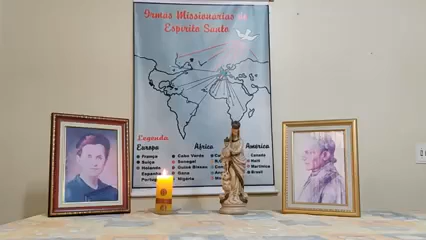 Irmãs Missionárias do
Espírito Santo
Legenda
Europa
França
Suíça
Holanda
Espanha
Portugal
África
Cabo Verde
Senegal
Guiné Bissau
Gana
Nigéria
América
Canadá
Haiti
Martinica
Brasil